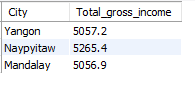 City Total_gross_income
Yangon 5057.2
Naypyitaw 5265.4
Mandalay 5056.9